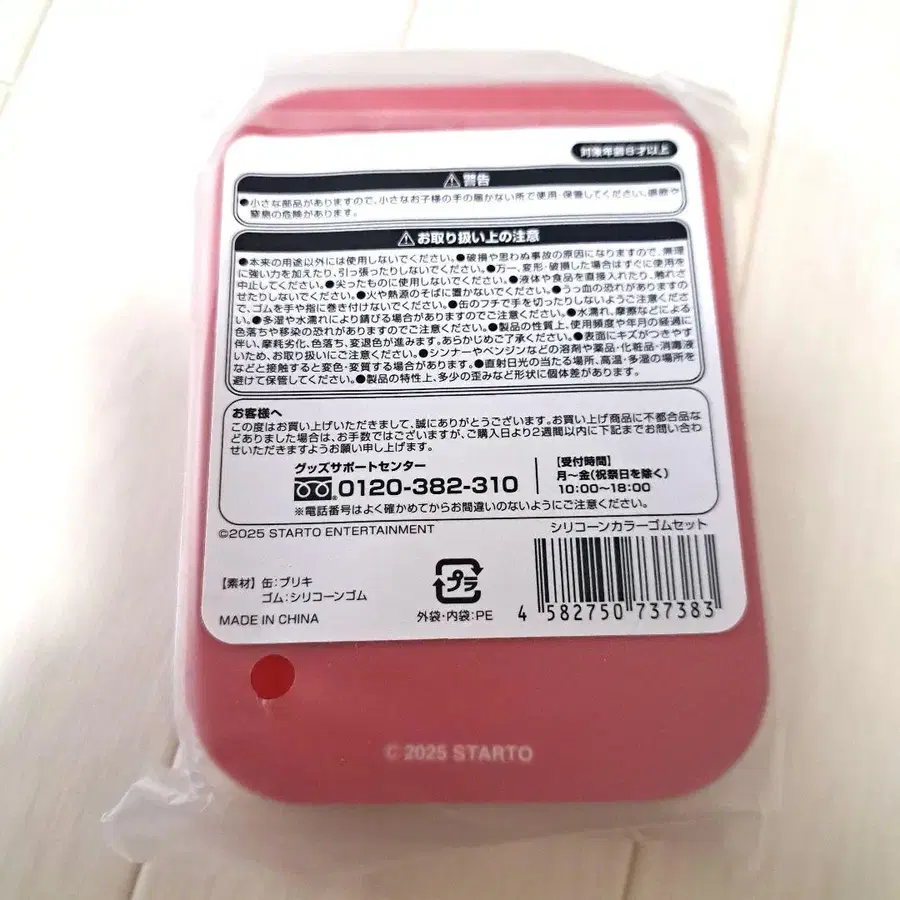 対象年齢8才以上
⚠警告
●小さな部品がありますので、小さなお子様の手の届かない所で使用・保管してください。誤飲や
窒息の危険があります。
⚠お取り扱い上の注意
●本来の用途以外には使用しないでください。●破損や思わぬ事故の原因になりますので、無理
に強い力を加えたり、引っ張ったりしないでください。●万一、変形・破損した場合はすぐに使用を
中止してください。●尖ったものに使用しないでください。●液体や食品を直接入れたり、触れさ
せたりしないでください。●火や熱源のそばに置かないでください。●うっ血の恐れがありますの
で、ゴムを手や指に巻き付けないでください。●缶のフチで手を切ったりしないようご注意くださ
い。●多湿や水濡れにより錆びる場合がありますのでご注意ください。●水濡れ、摩擦などによる
色落ちや移染の恐れがありますのでご注意ください。●製品の性質上、使用頻度や年月の経過に
伴い、摩耗劣化、色落ち、変退色が進みます。あらかじめご了承ください。●表面にキズがつきやす
いため、お取り扱いにご注意ください。●シンナーやベンジンなどの溶剤や薬品・化粧品・消毒液
などと接触すると変色・変質する場合があります。●直射日光の当たる場所、高温・多湿の場所を
避けて保管してください。●製品の特性上、多少の歪みなど形状に個体差があります。
お客様へ
この度はお買い上げいただきまして、誠にありがとうございます。お買い上げ商品に不都合品な
どありました場合は、お手数ではございますが、ご購入日より2週間以内に下記までお問い合わ
せいただきますようお願い申し上げます。
グッズサポートセンター
0120-382-310
【受付時間】
月〜金(祝祭日を除く)
10:00〜18:00
※電話番号はよく確かめてからお間違いのないようにご注意ください。
©2025 STARTO ENTERTAINMENT
シリコーンカラーゴムセット
【素材】缶:ブリキ
ゴム:シリコーンゴム
MADE IN CHINA
プラ
外袋・内袋:PE
4 582750 737383
© 2025 STARTO